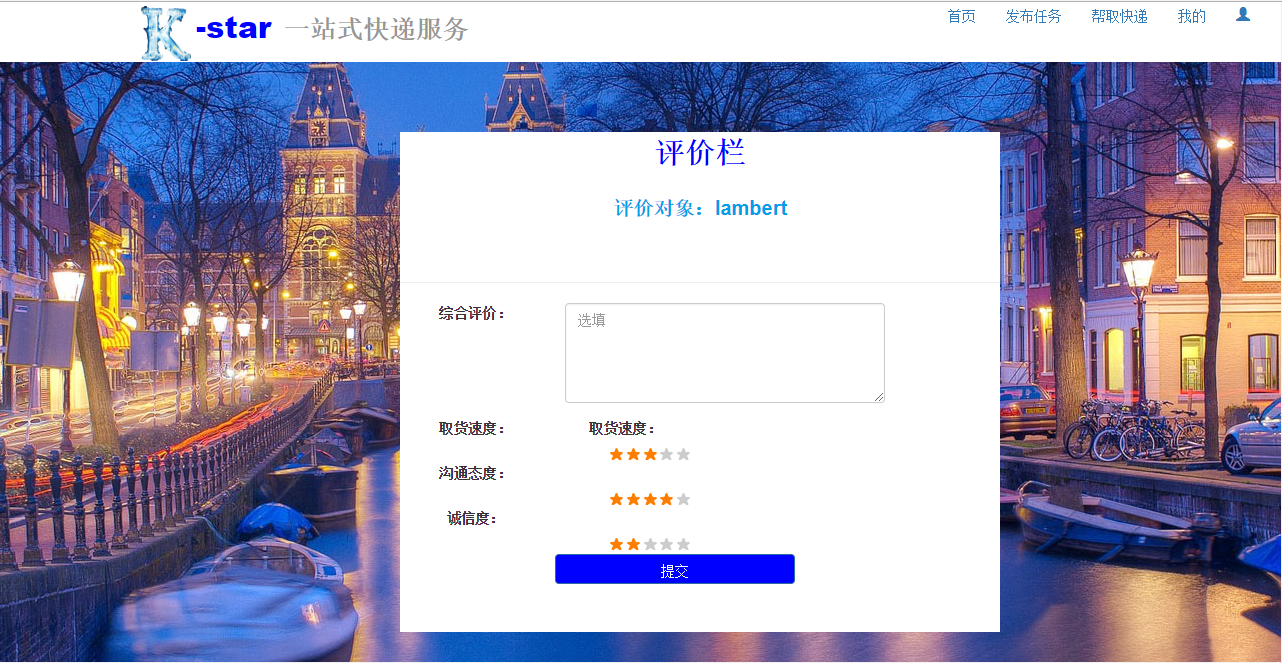 K-star 一站式快递服务
首页 发布任务 帮取快递 我的
评价栏
评价对象：lambert
综合评价：
选填
取货速度： 取货速度：
沟通态度：
诚信度：
提交